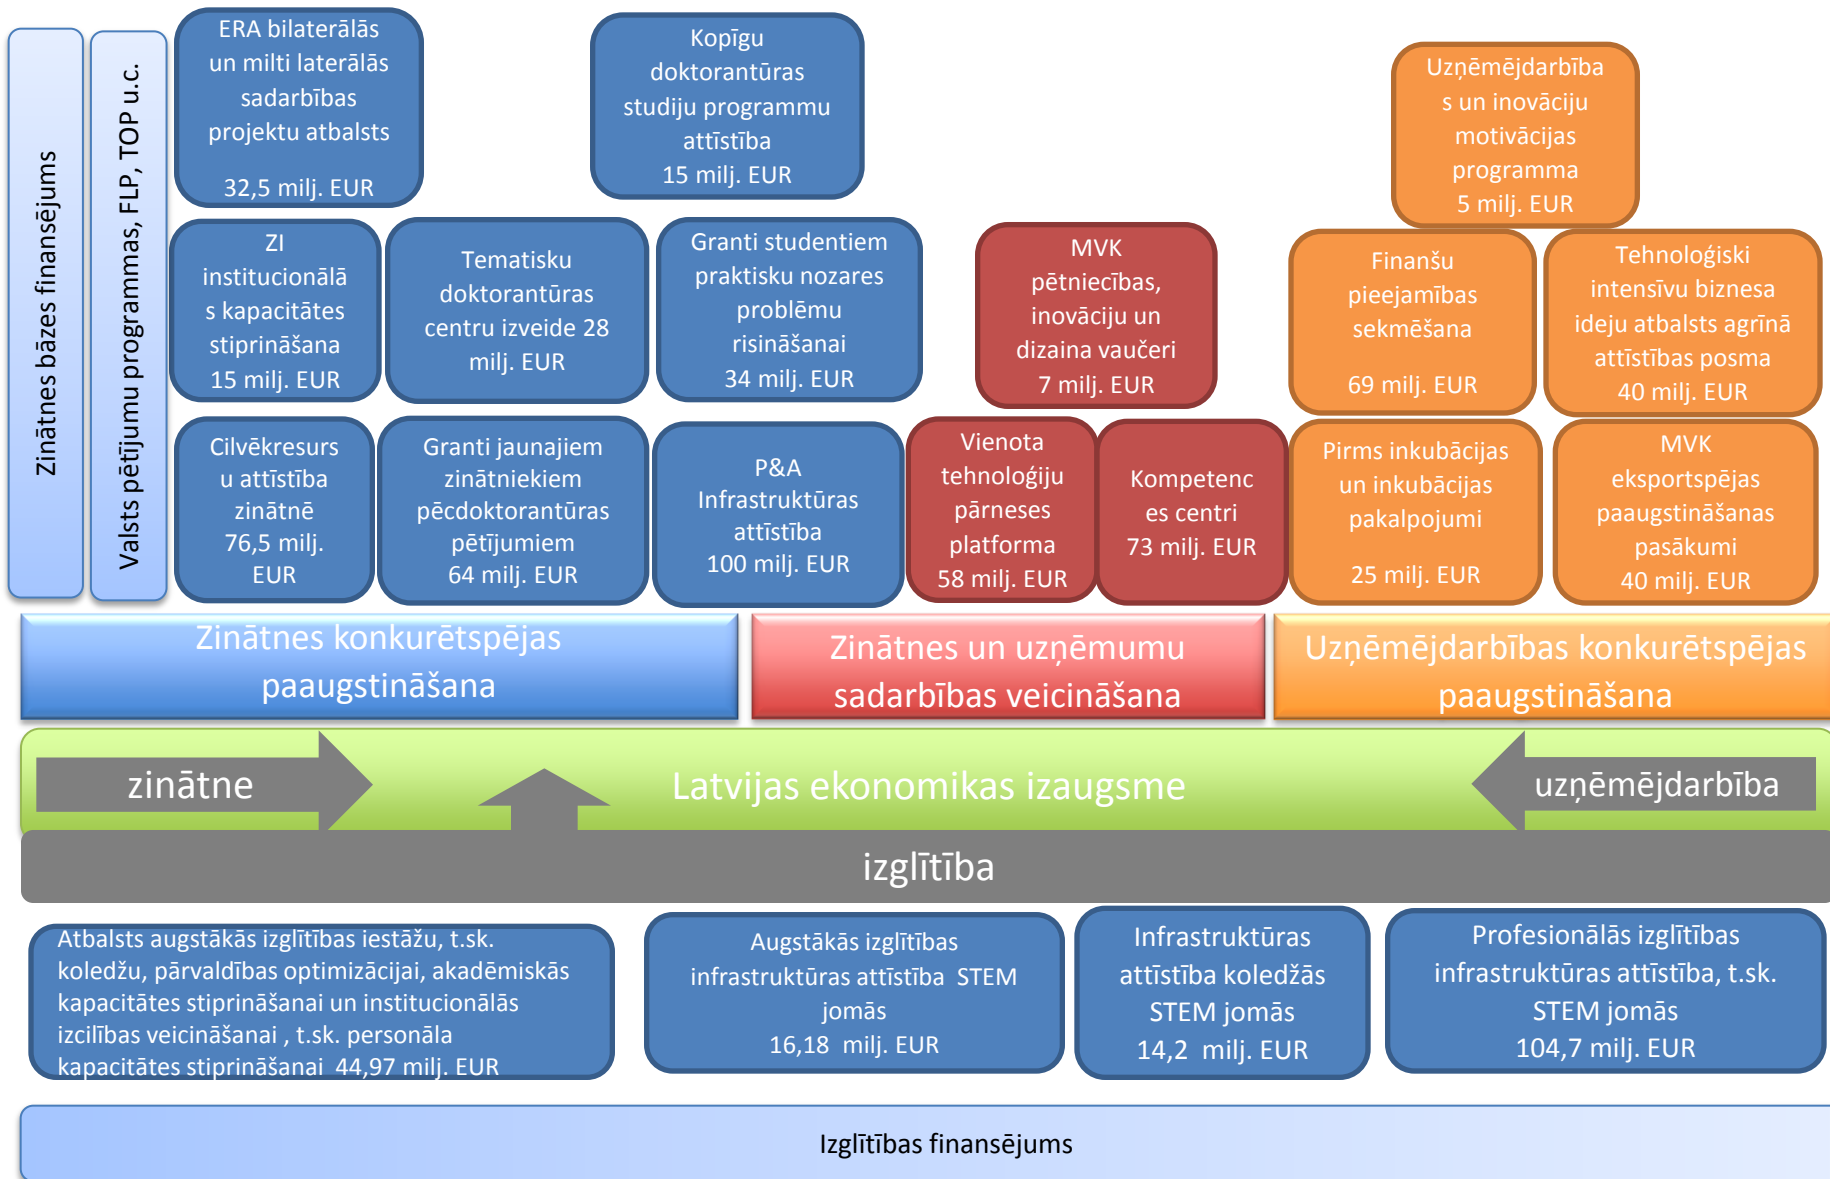 Zinātnes bāzes finansējums
Valsts pētījumu programmas, FLP, TOP u.c.
ERA bilaterālās
un milti laterālās
sadarbības
projektu atbalsts
32,5 milj. EUR
Kopīgu
doktorantūras
studiju programmu
attīstība
15 milj. EUR
Uzņēmējdarbība
s un inovāciju
motivācijas
programma
5 milj. EUR
ZI
institucionālā
s kapacitātes
stiprināšana
15 milj. EUR
Tematisku
doktorantūras
centru izveide 28
milj. EUR
Granti studentiem
praktisku nozares
problēmu
risināšanai
34 milj. EUR
MVK
pētniecības,
inovāciju un
dizaina vaučeri
7 milj. EUR
Finanšu
pieejamības
sekmēšana
69 milj. EUR
Tehnoloģiski
intensīvu biznesa
ideju atbalsts agrīnā
attīstības posma
40 milj. EUR
Cilvēkresurs
u attīstība
zinātnē
76,5 milj.
EUR
Granti jaunajiem
zinātniekiem
pēcdoktorantūras
pētījumiem
64 milj. EUR
P&A
Infrastruktūras
attīstība
100 milj. EUR
Vienota
tehnoloģiju
pārneses
platforma
58 milj. EUR
Kompetenc
es centri
73 milj. EUR
Pirms inkubācijas
un inkubācijas
pakalpojumi
25 milj. EUR
MVK
eksportspējas
paaugstināšanas
pasākumi
40 milj. EUR
Zinātnes konkurētspējas
paaugstināšana
Zinātnes un uzņēmumu
sadarbības veicināšana
Uzņēmējdarbības konkurētspējas
paaugstināšana
zinātne
Latvijas ekonomikas izaugsme
uzņēmējdarbība
izglītība
Atbalsts augstākās izglītības iestāžu, t.sk.
koledžu, pārvaldības optimizācijai, akadēmiskās
kapacitātes stiprināšanai un institucionālās
izcilības veicināšanai , t.sk. personāla
kapacitātes stiprināšanai 44,97 milj. EUR
Augstākās izglītības
infrastruktūras attīstība STEM
jomās
16,18 milj. EUR
Infrastruktūras
attīstība koledžās
STEM jomās
14,2 milj. EUR
Profesionālās izglītības
infrastruktūras attīstība, t.sk.
STEM jomās
104,7 milj. EUR
Izglītības finansējums